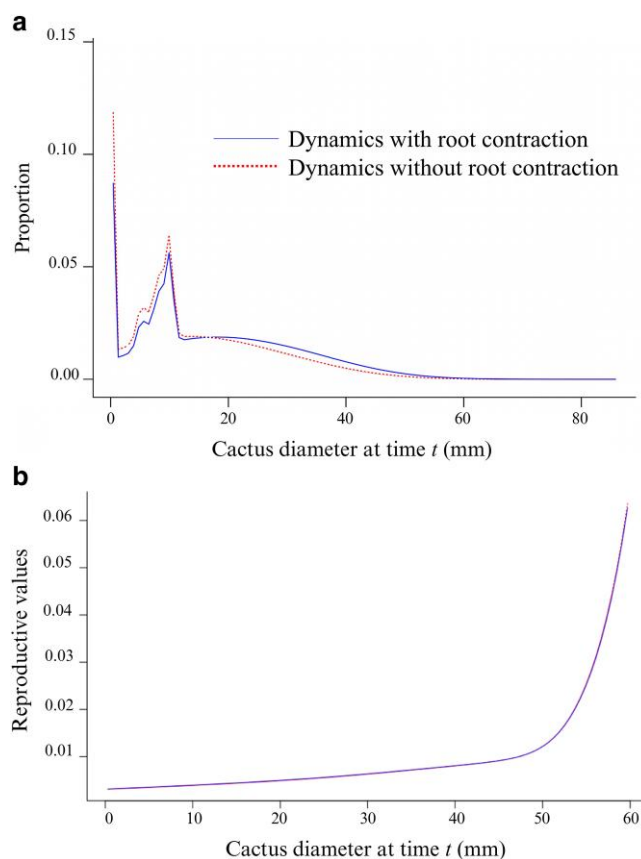 a
0.15
0.10
0.05
0.00
Proportion
Dynamics with root contraction
Dynamics without root contraction
0 20 40 60 80
Cactus diameter at time t (mm)
b
0.06
0.05
0.04
0.03
0.02
0.01
Reproductive values
0 10 20 30 40 50 60
Cactus diameter at time t (mm)